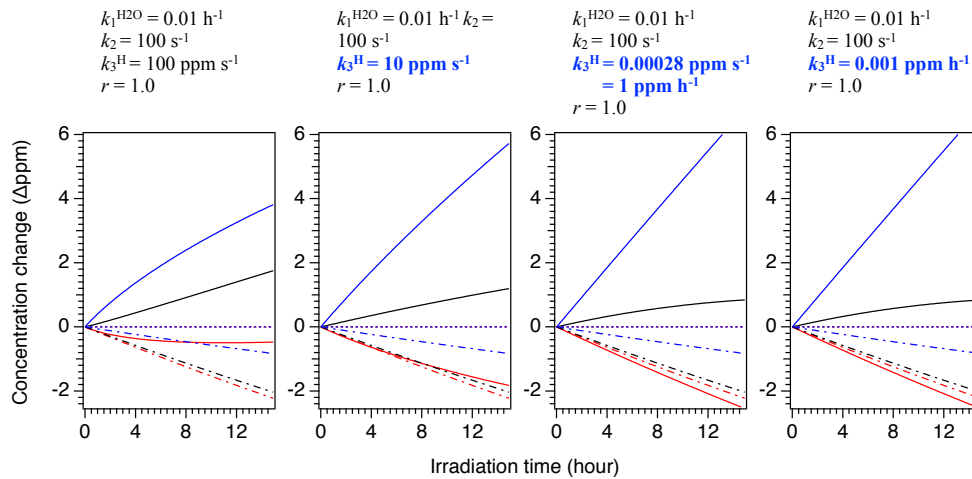 k₁ᴴ²ᴼ = 0.01 h⁻¹
k₂ = 100 s⁻¹
k₃ᴴ = 100 ppm s⁻¹
r = 1.0
k₁ᴴ²ᴼ = 0.01 h⁻¹ k₂ =
100 s⁻¹
k₃ᴴ = 10 ppm s⁻¹
r = 1.0
k₁ᴴ²ᴼ = 0.01 h⁻¹
k₂ = 100 s⁻¹
k₃ᴴ = 0.00028 ppm s⁻¹
= 1 ppm h⁻¹
r = 1.0
k₁ᴴ²ᴼ = 0.01 h⁻¹
k₂ = 100 s⁻¹
k₃ᴴ = 0.001 ppm h⁻¹
r = 1.0
Concentration change (Δppm)
6
4
2
0
-2
0 4 8 12
6
4
2
0
-2
0 4 8 12
6
4
2
0
-2
0 4 8 12
6
4
2
0
-2
0 4 8 12
Irradiation time (hour)